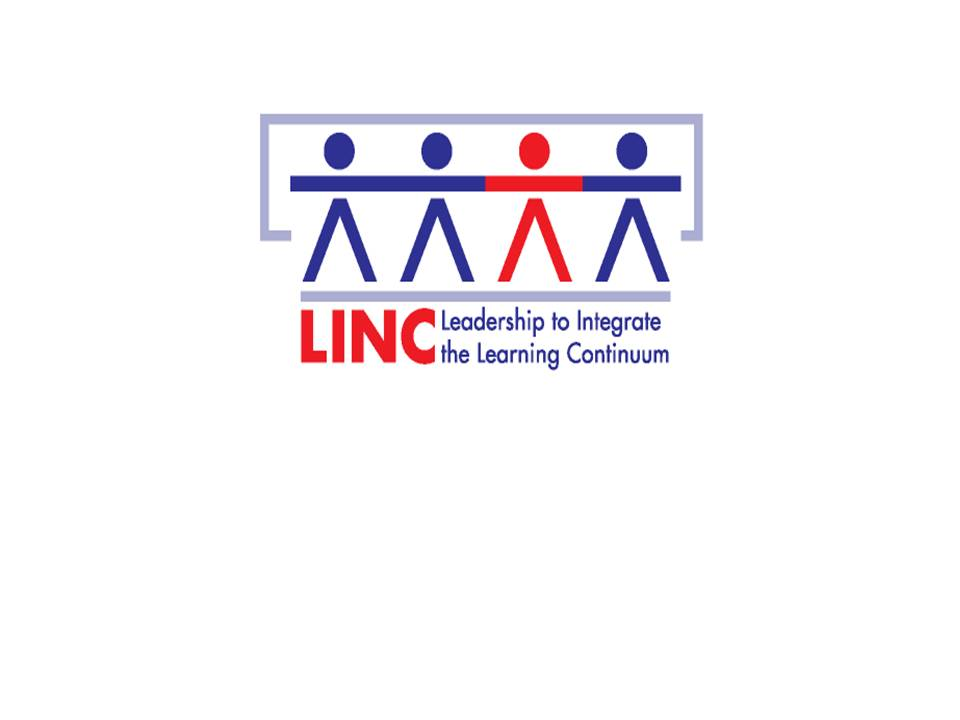 LINC Leadership to Integrate
the Learning Continuum